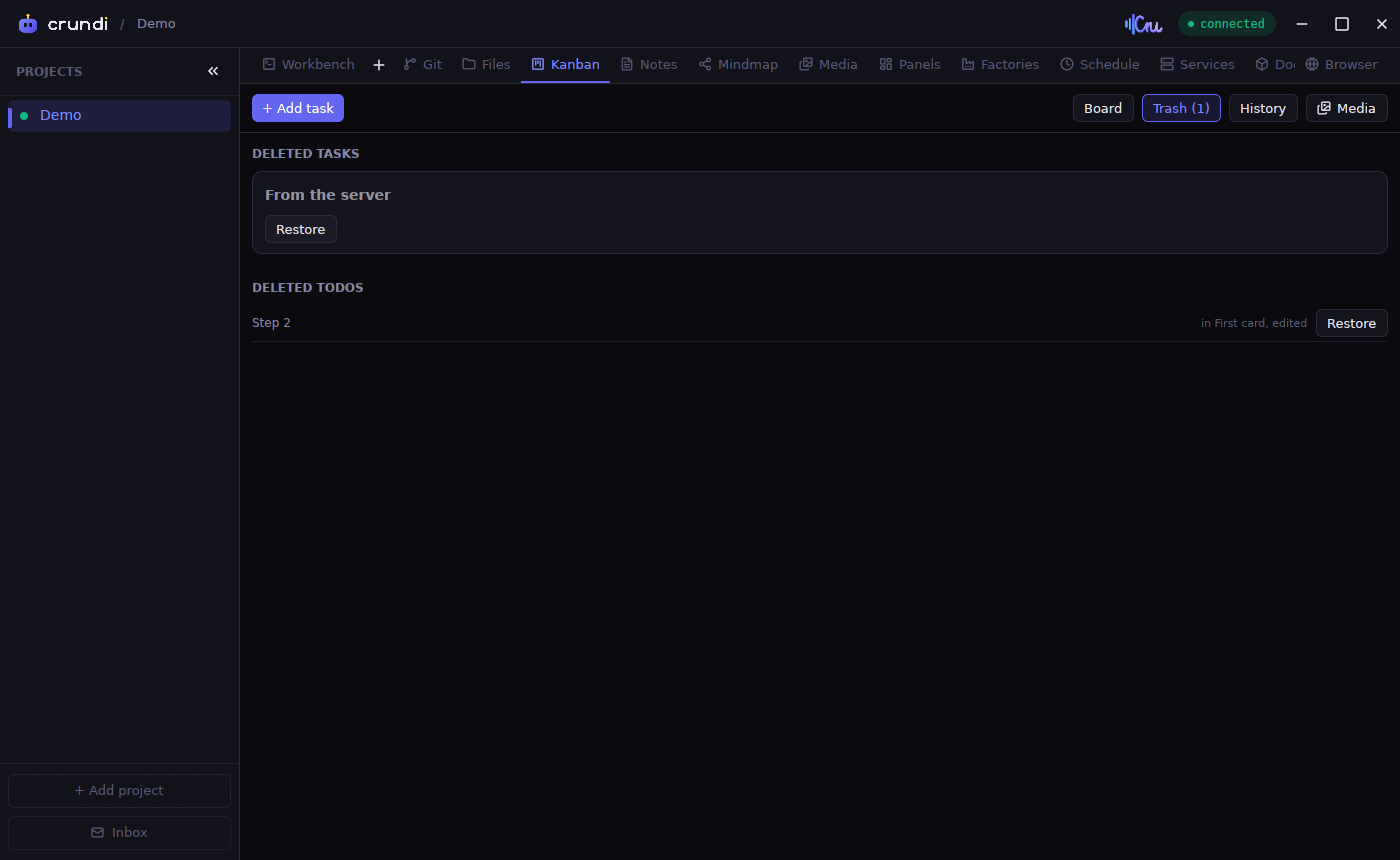 crundi / Demo
Cru
connected
PROJECTS
Demo
+ Add project
Inbox
Workbench + Git Files Kanban Notes Mindmap Media Panels Factories Schedule Services Doc Browser
+ Add task
Board Trash (1) History Media
DELETED TASKS
From the server
Restore
DELETED TODOS
Step 2
in First card, edited Restore